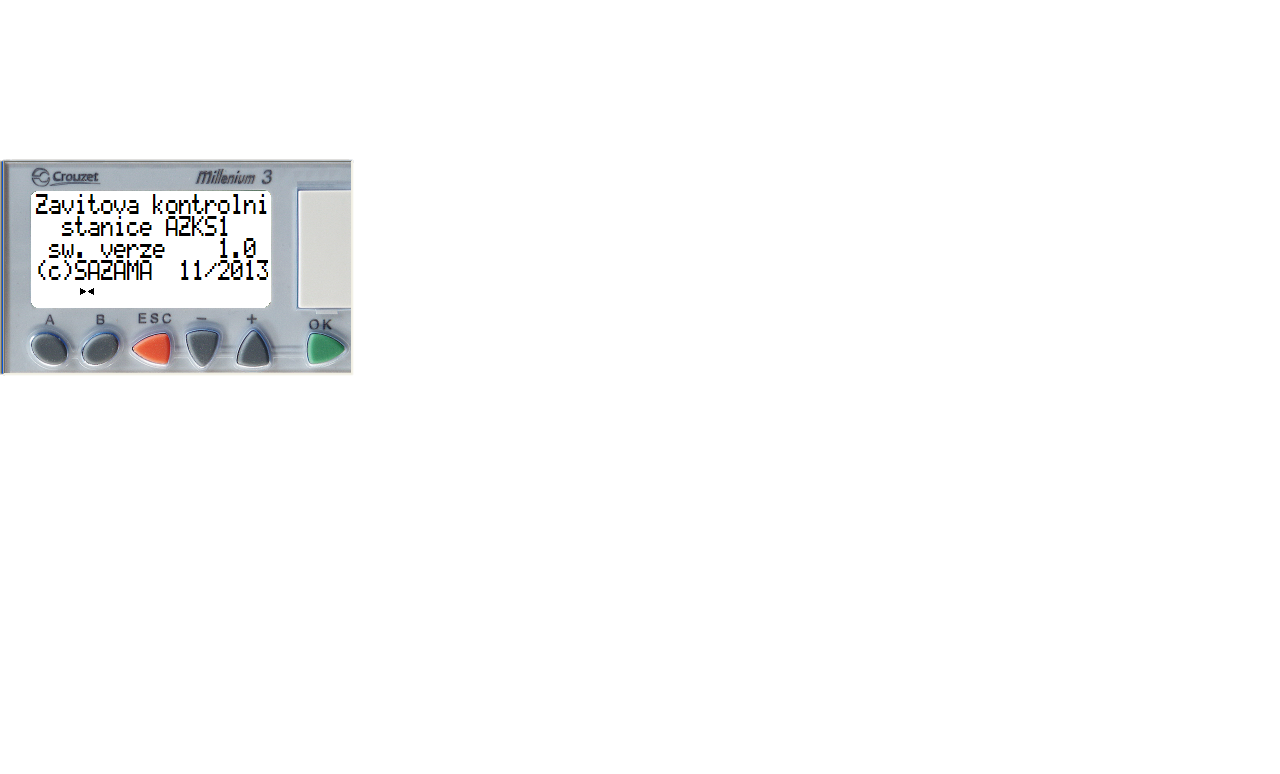 Crouzet Millenium 3
Zavitova kontrolni
stanice AZKS1
sw. verze 1.0
(c)SAZAMA 11/2013
A B ESC - + OK